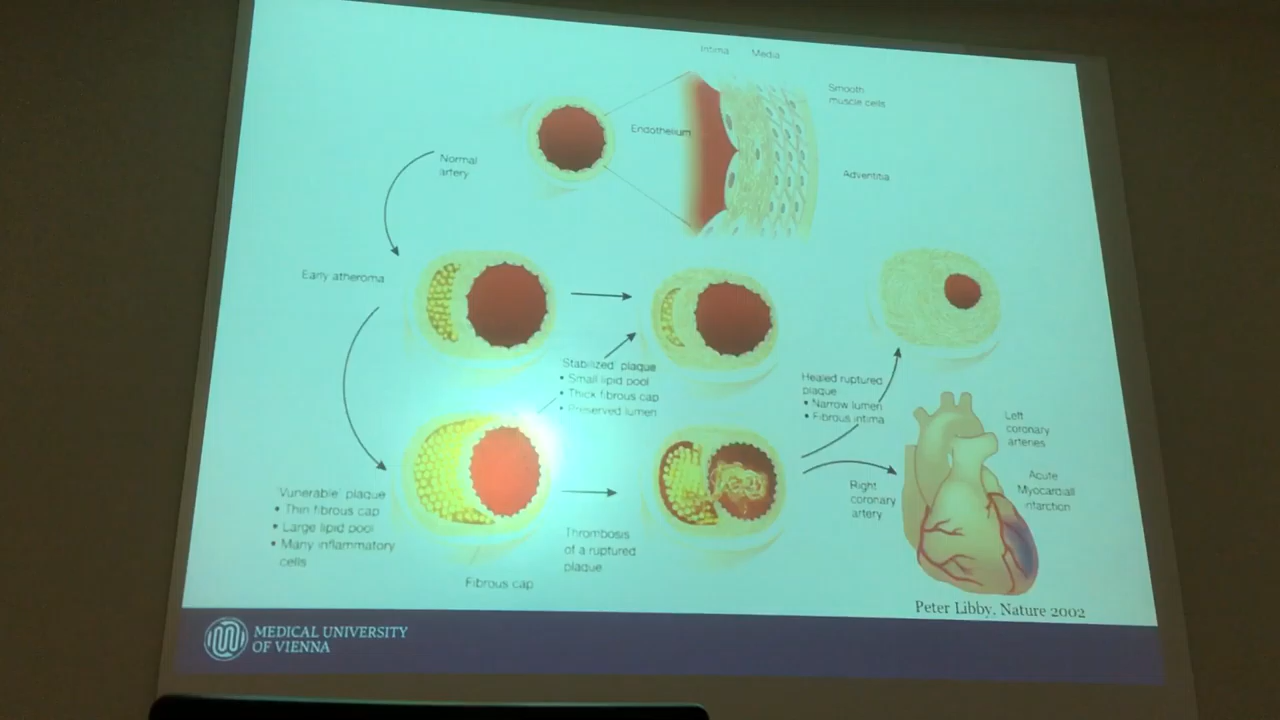 Intima Media
Smooth
muscle cells
Endothelium
Adventitia
Normal
artery
Early atheroma
'Stabilized' plaque
• Small lipid pool
• Thick fibrous cap
• Preserved lumen
Healed ruptured
plaque
• Narrow lumen
• Fibrous intima
Left
coronary
arteries
Acute
Myocardiall
infarction
Right
coronary
artery
'Vunerable' plaque
• Thin fibrous cap
• Large lipid pool
• Many inflammatory
cells
Thrombosis
of a ruptured
plaque
Fibrous cap
Peter Libby, Nature 2002
MEDICAL UNIVERSITY
OF VIENNA